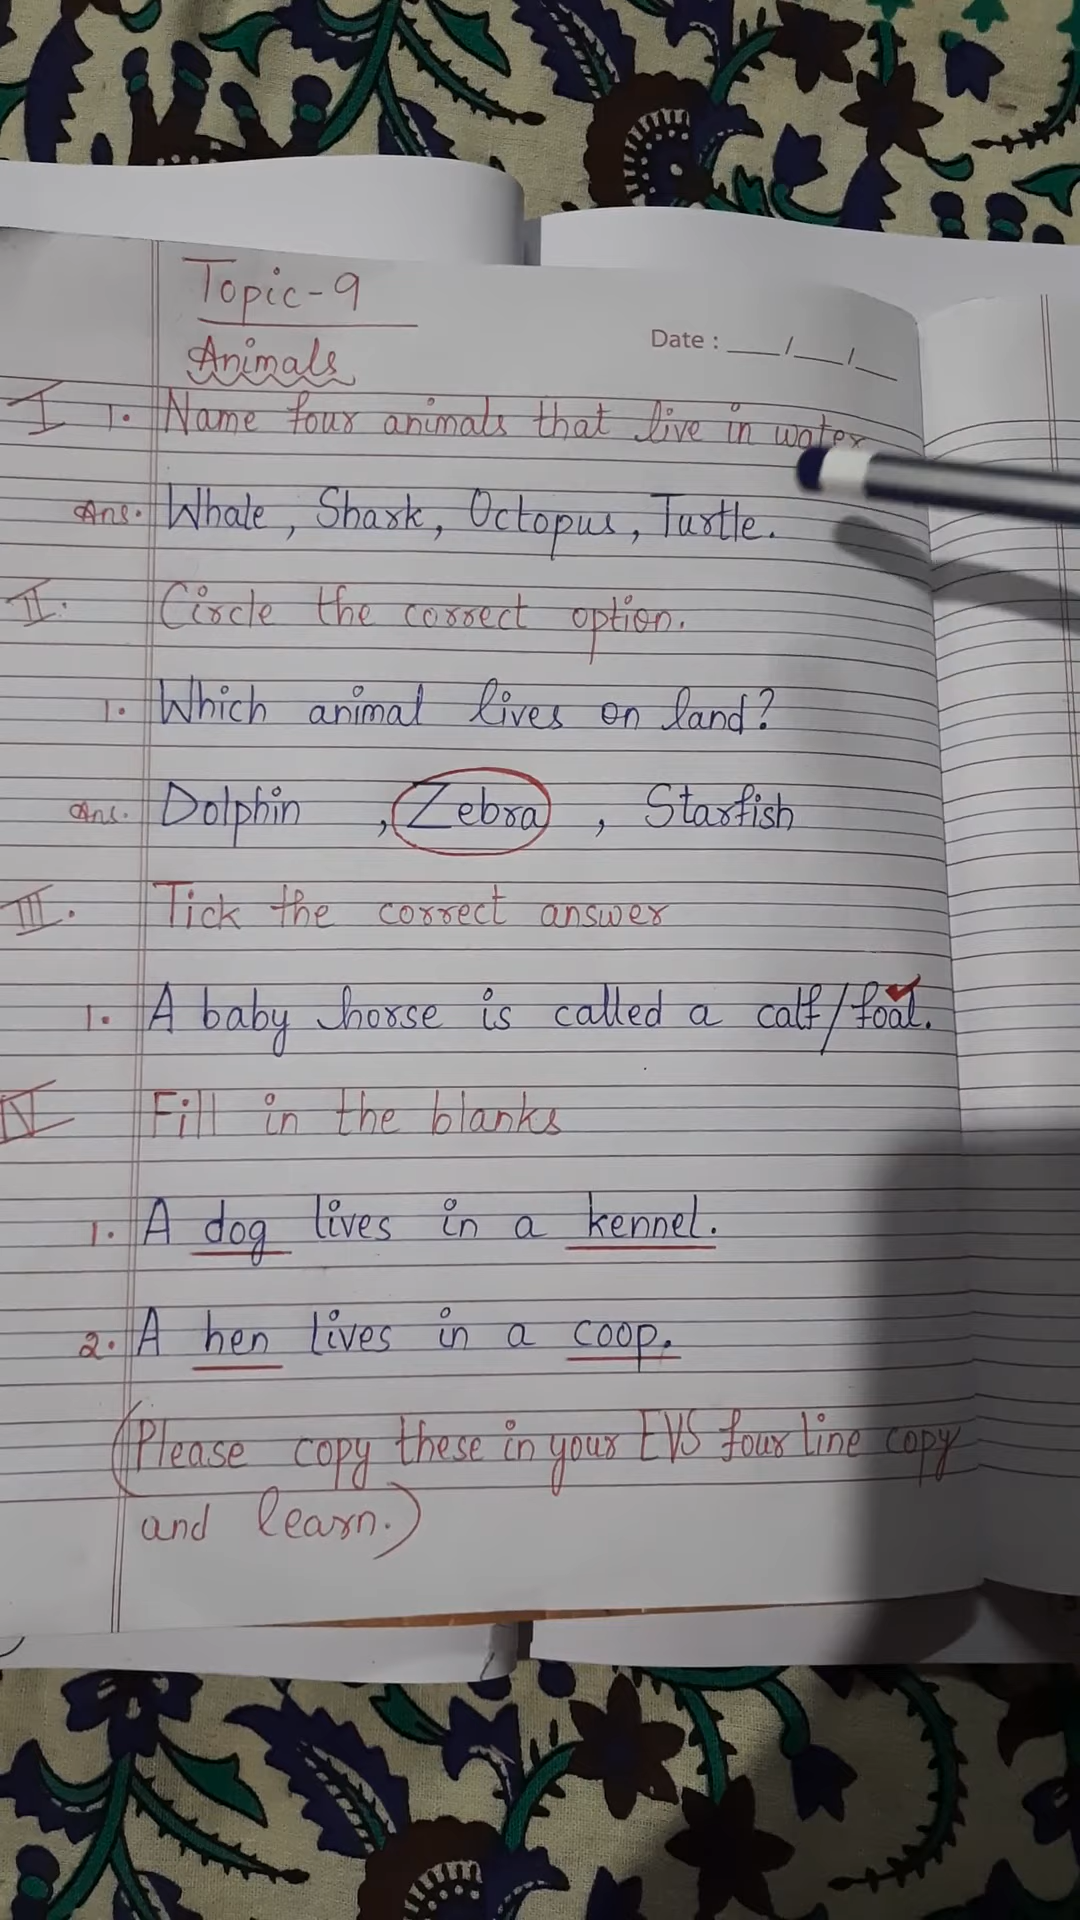 Topic-9
Animals
Date : ___/___/___
I 1. Name four animals that live in water
Ans. Whale, Shark, Octopus, Turtle.
II. Circle the correct option.
1. Which animal lives on land?
Ans. Dolphin , Zebra , Starfish
III. Tick the correct answer
1. A baby horse is called a calf/foal.
IV Fill in the blanks
1. A dog lives in a kennel.
2. A hen lives in a coop.
(Please copy these in your EVS four line copy
and learn.)